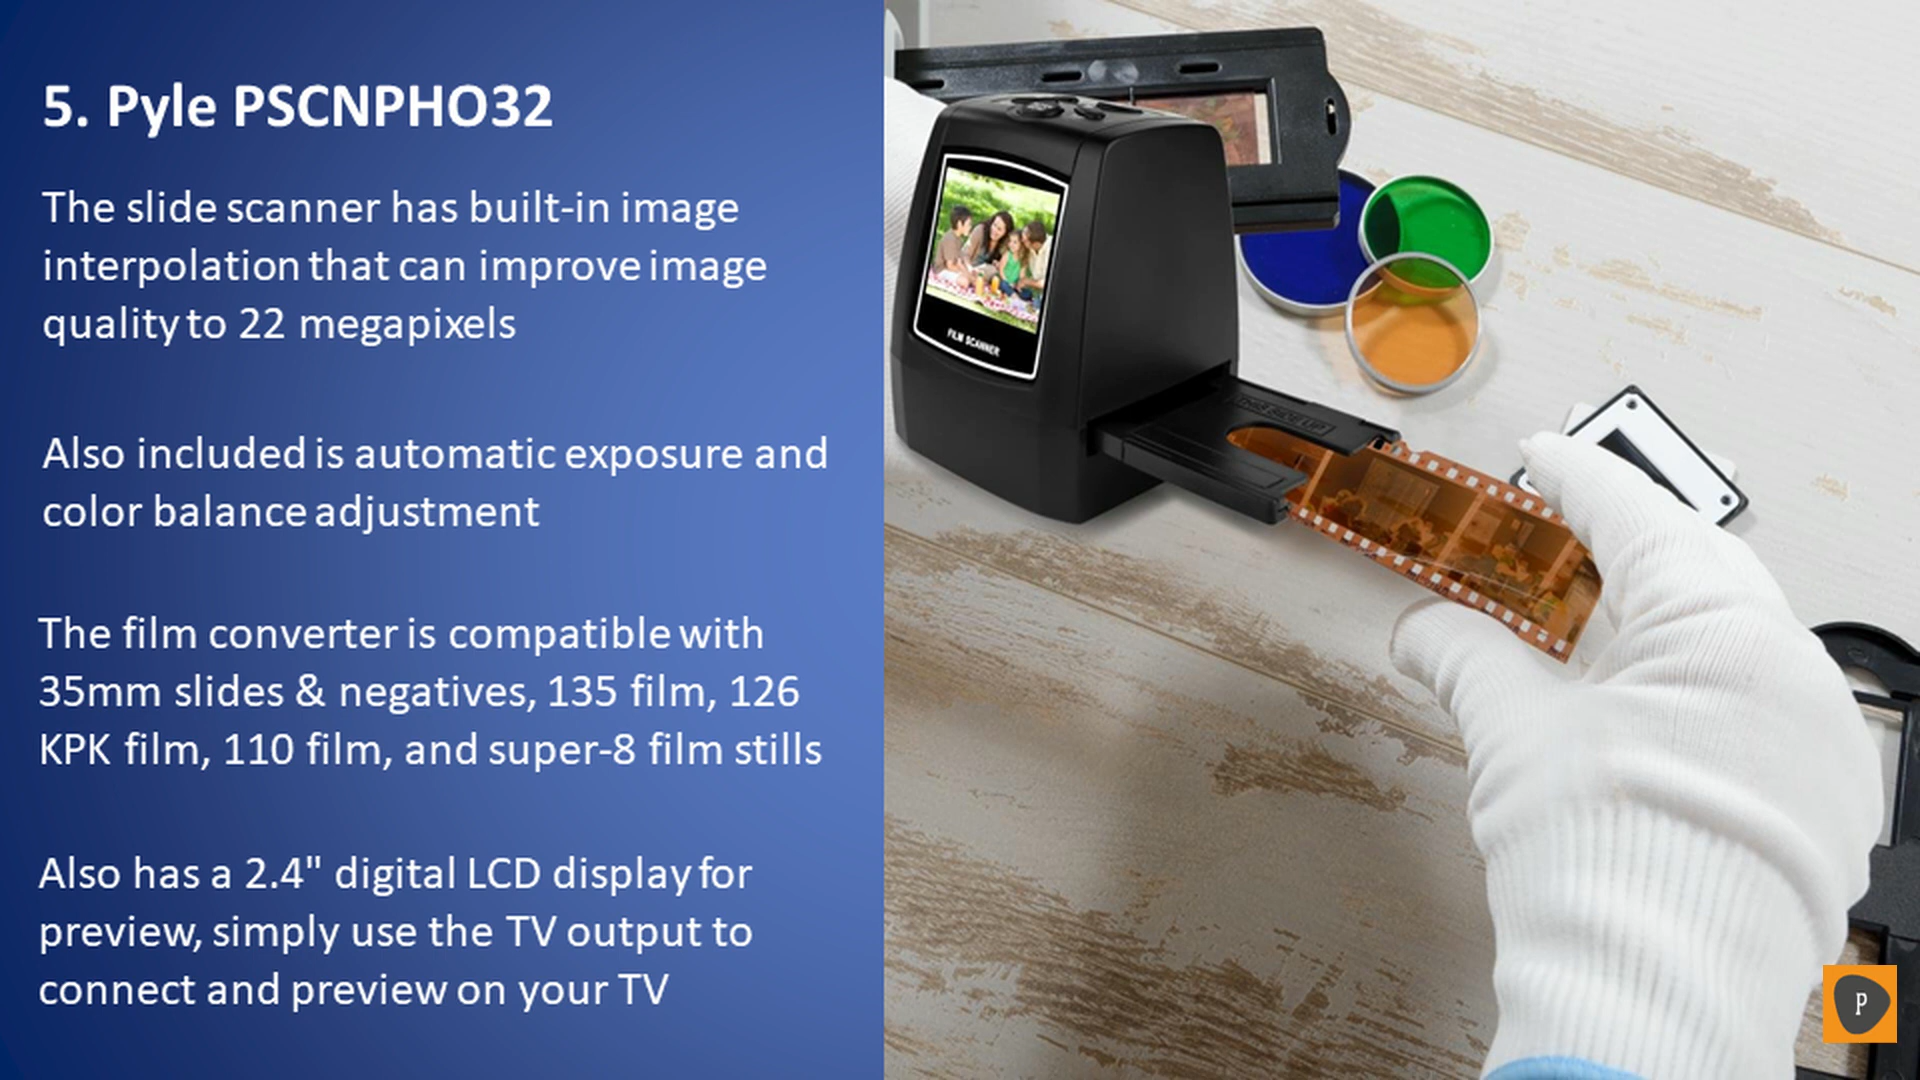 5. Pyle PSCNPHO32
The slide scanner has built-in image
interpolation that can improve image
quality to 22 megapixels
Also included is automatic exposure and
color balance adjustment
The film converter is compatible with
35mm slides & negatives, 135 film, 126
KPK film, 110 film, and super-8 film stills
Also has a 2.4" digital LCD display for
preview, simply use the TV output to
connect and preview on your TV
FILM SCANNER
THIS SIDE UP
P